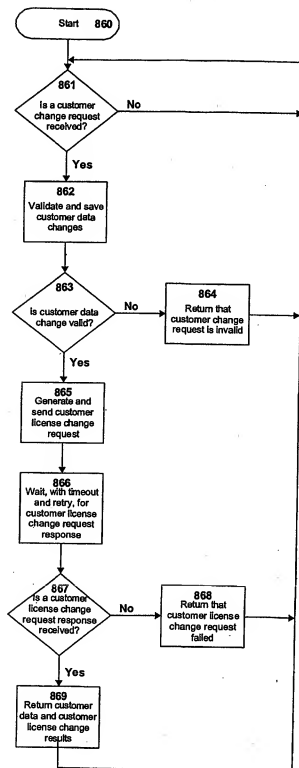 Start 860
861
Is a customer
change request
received?
No
Yes
862
Validate and save
customer data
changes
863
Is customer data
change valid?
No
864
Return that
customer change
request is invalid
Yes
865
Generate and
send customer
license change
request
866
Wait, with timeout
and retry, for
customer license
change request
response
867
Is a customer
license change
request response
received?
No
868
Return that
customer license
change request
failed
Yes
869
Return customer
data and customer
license change
results